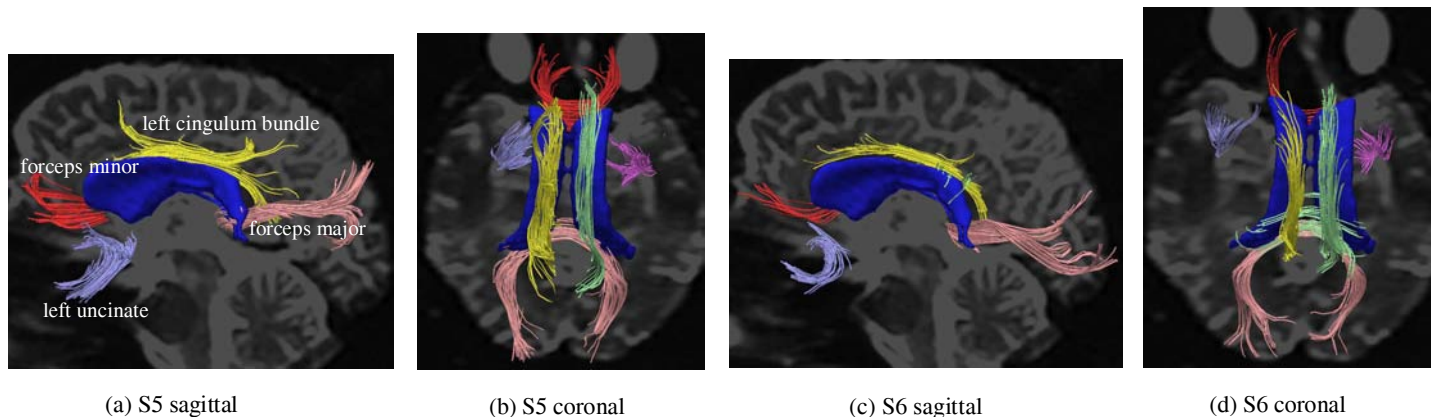 left cingulum bundle
forceps minor
forceps major
left uncinate
(a) S5 sagittal
(b) S5 coronal
(c) S6 sagittal
(d) S6 coronal